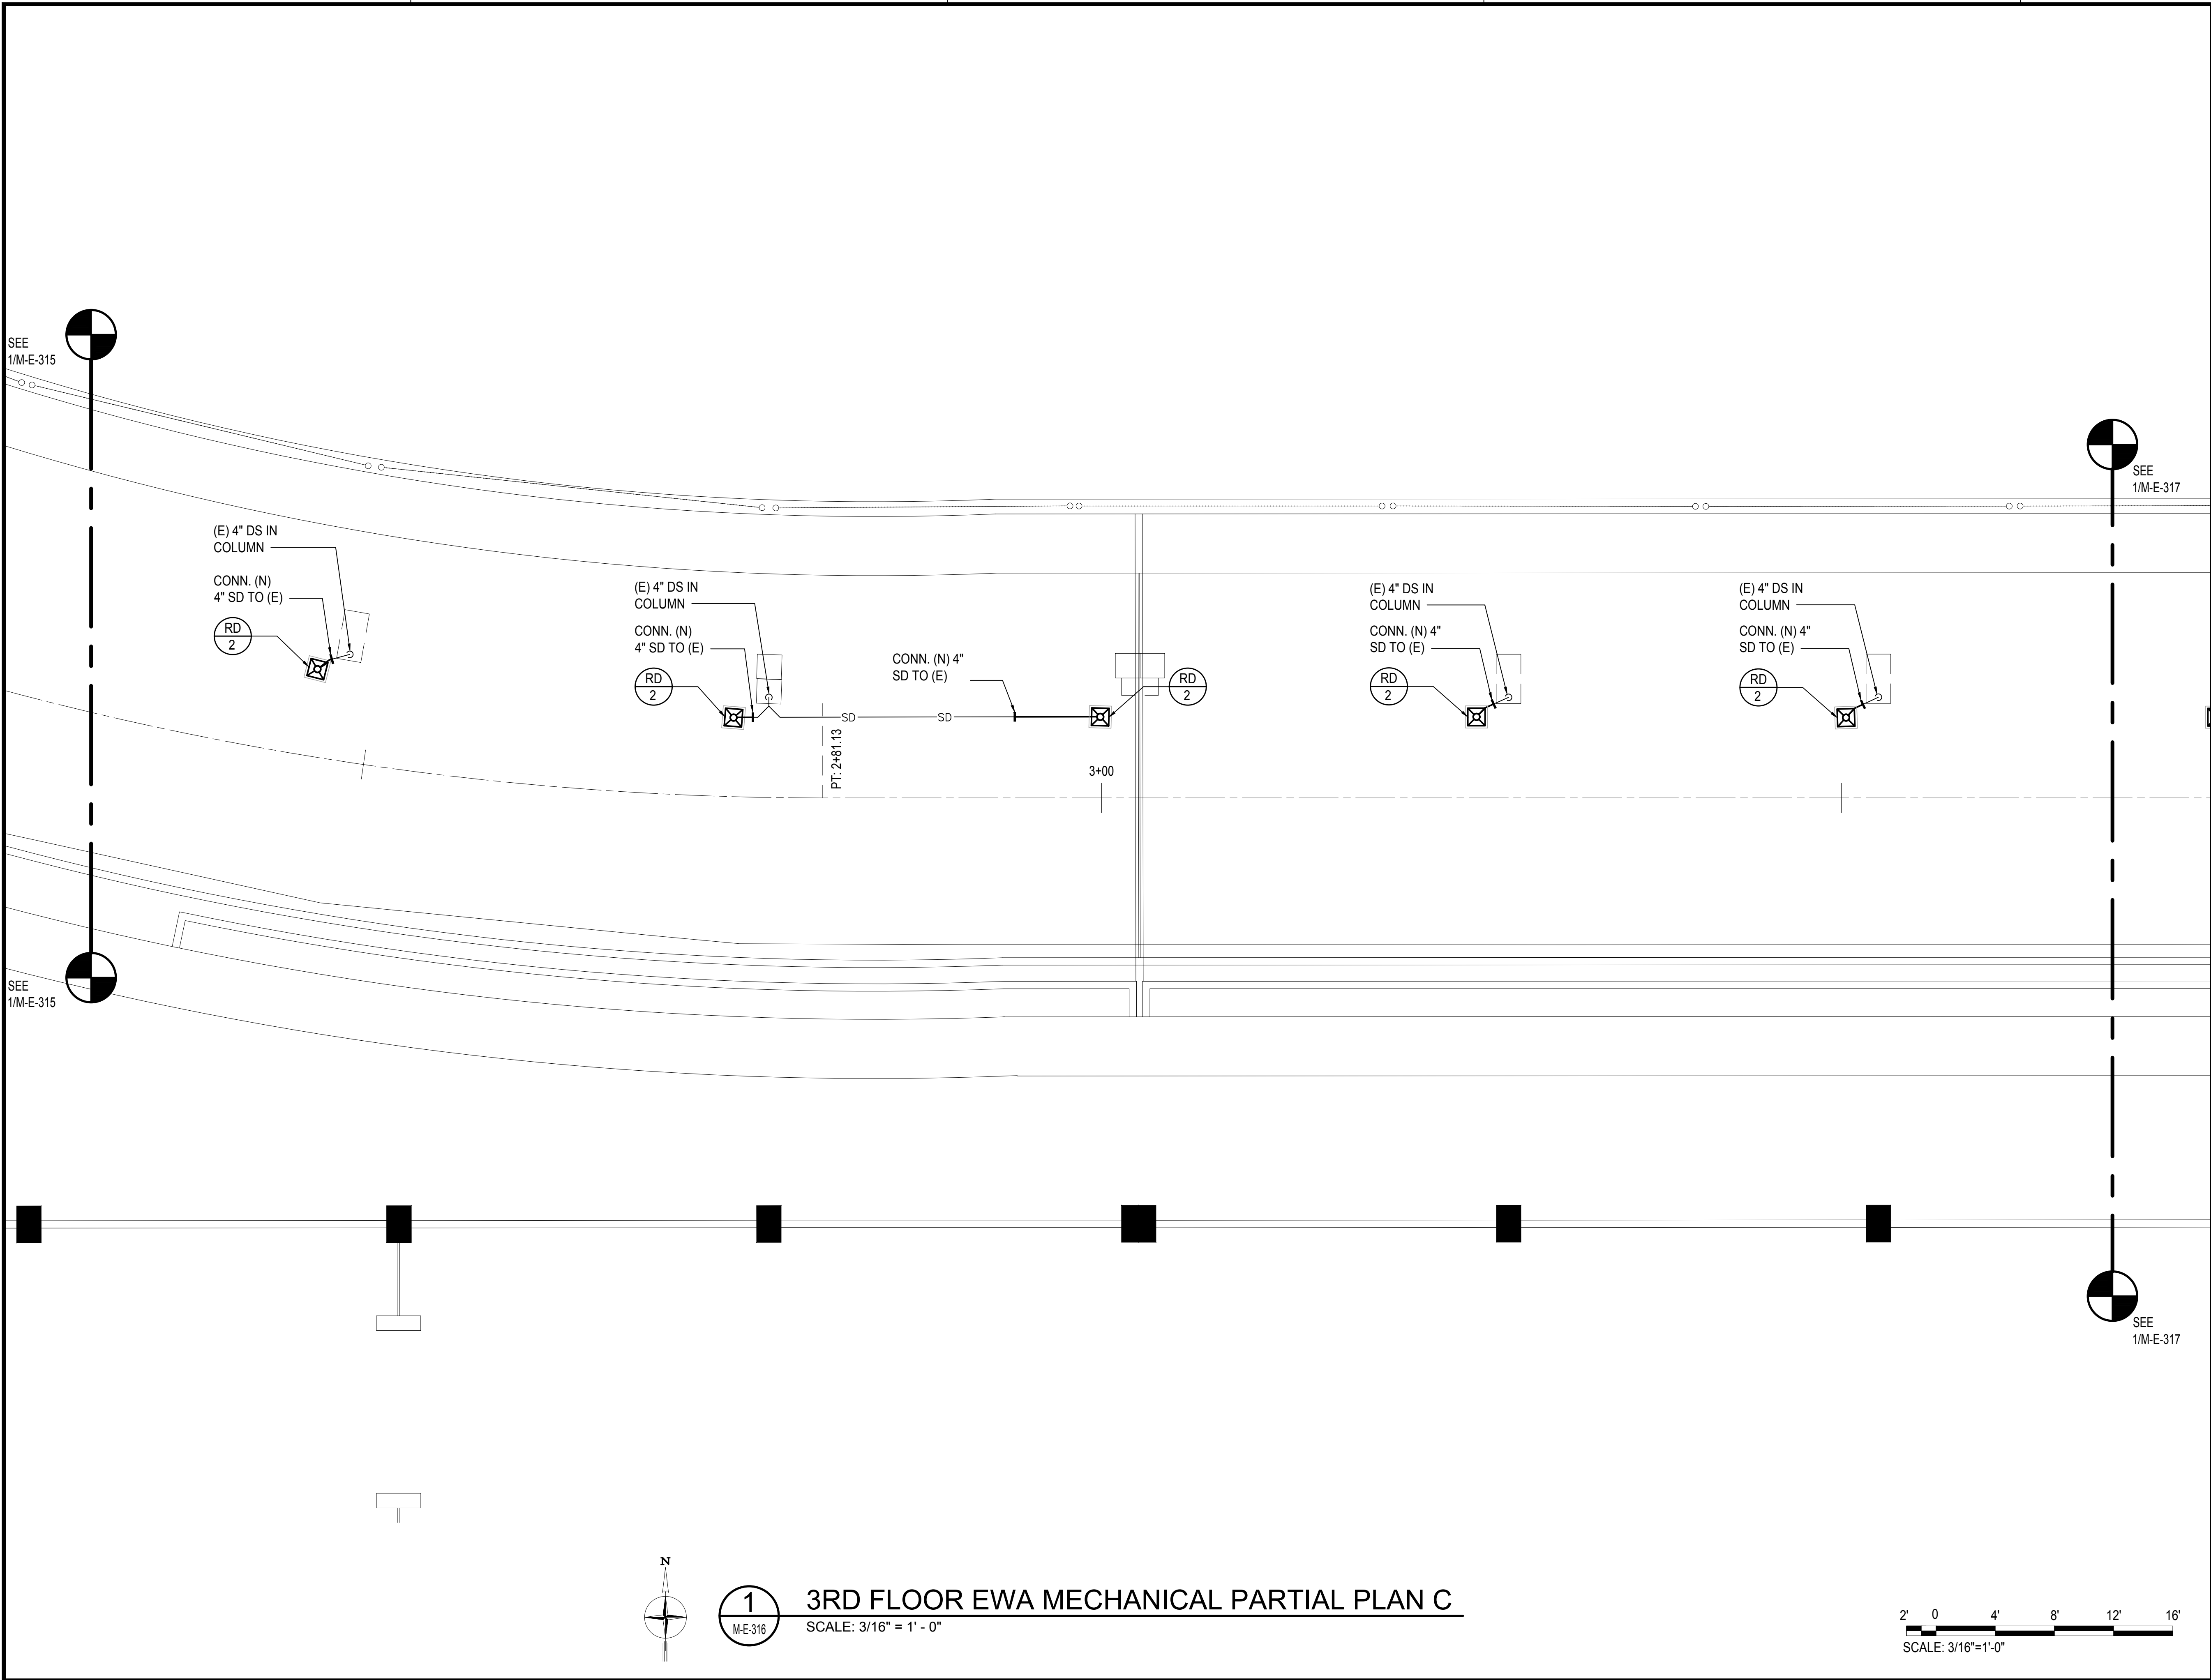 SEE
1/M-E-315
SEE
1/M-E-317
(E) 4" DS IN
COLUMN
CONN. (N)
4" SD TO (E)
RD
2
(E) 4" DS IN
COLUMN
CONN. (N)
4" SD TO (E)
RD
2
CONN. (N) 4"
SD TO (E)
RD
2
SD
SD
PT: 2+81.13
3+00
(E) 4" DS IN
COLUMN
CONN. (N) 4"
SD TO (E)
RD
2
(E) 4" DS IN
COLUMN
CONN. (N) 4"
SD TO (E)
RD
2
SEE
1/M-E-315
SEE
1/M-E-317
N
1
M-E-316
3RD FLOOR EWA MECHANICAL PARTIAL PLAN C
SCALE: 3/16" = 1' - 0"
2' 0 4' 8' 12' 16'
SCALE: 3/16"=1'-0"